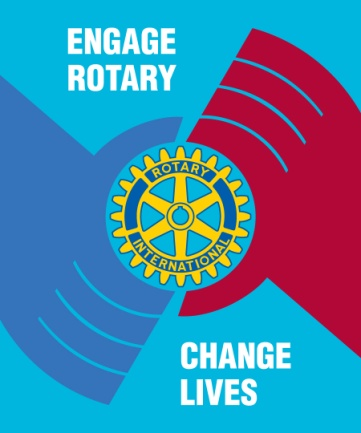 ENGAGE
ROTARY
ROTARY
INTERNATIONAL
CHANGE
LIVES